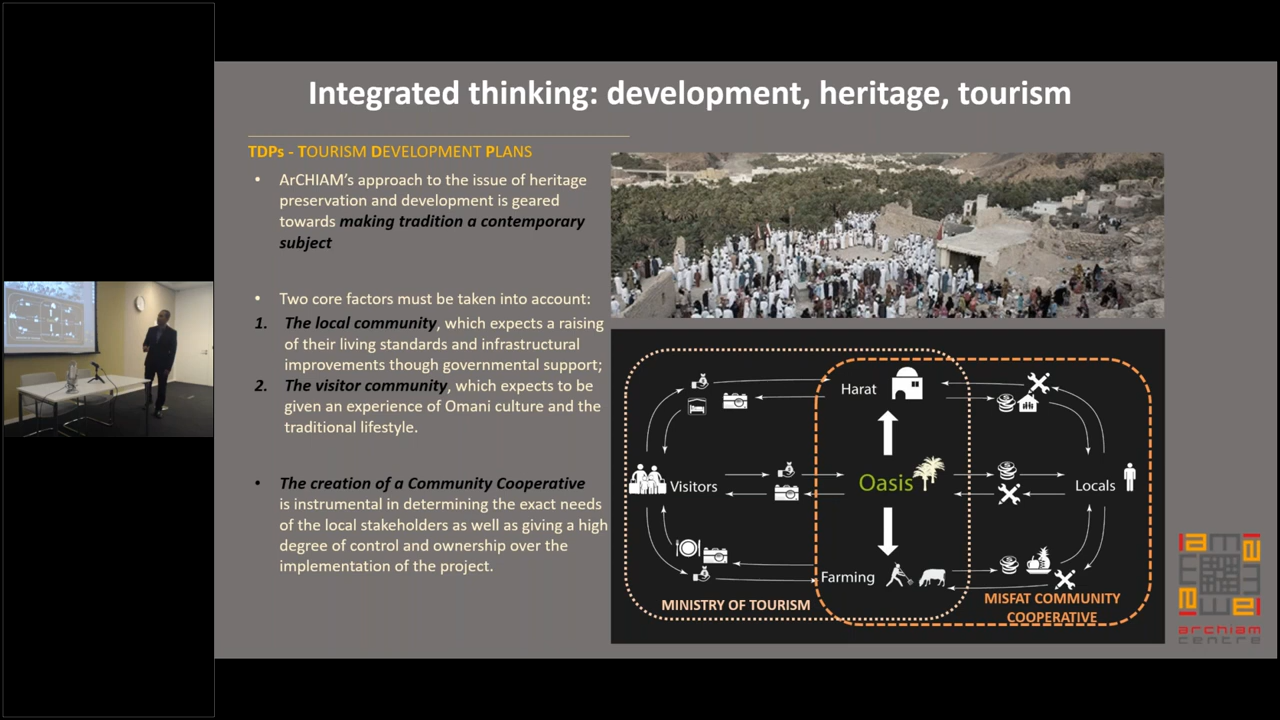 Integrated thinking: development, heritage, tourism
TDPs - TOURISM DEVELOPMENT PLANS
• ArCHIAM's approach to the issue of heritage
preservation and development is geared
towards making tradition a contemporary
subject
• Two core factors must be taken into account:
1. The local community, which expects a raising
of their living standards and infrastructural
improvements though governmental support;
2. The visitor community, which expects to be
given an experience of Omani culture and the
traditional lifestyle.
• The creation of a Community Cooperative
is instrumental in determining the exact needs
of the local stakeholders as well as giving a high
degree of control and ownership over the
implementation of the project.
Harat
Visitors
Oasis
Locals
Farming
MINISTRY OF TOURISM
MISFAT COMMUNITY
COOPERATIVE
archiam
centre